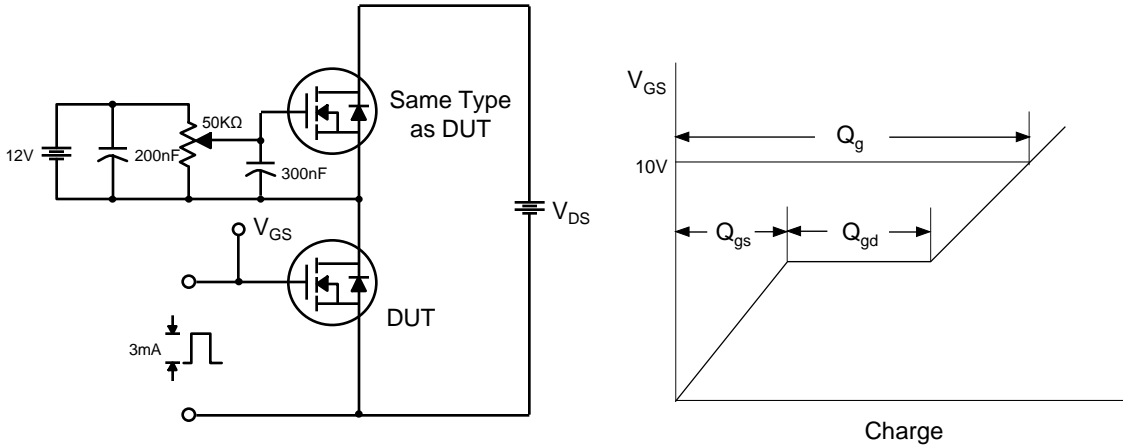 12V
200nF
50KΩ
300nF
Same Type
as DUT
V_GS
DUT
3mA
V_DS
V_GS
10V
Q_g
Q_gs
Q_gd
Charge